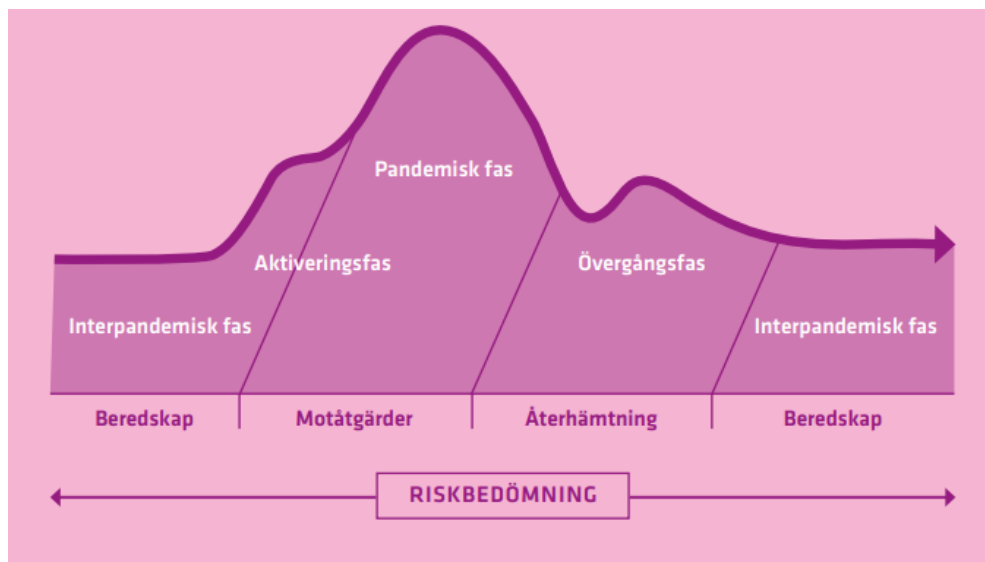 Pandemisk fas
Aktiveringsfas
Övergångsfas
Interpandemisk fas
Interpandemisk fas
Beredskap
Motåtgärder
Återhämtning
Beredskap
RISKBEDÖMNING